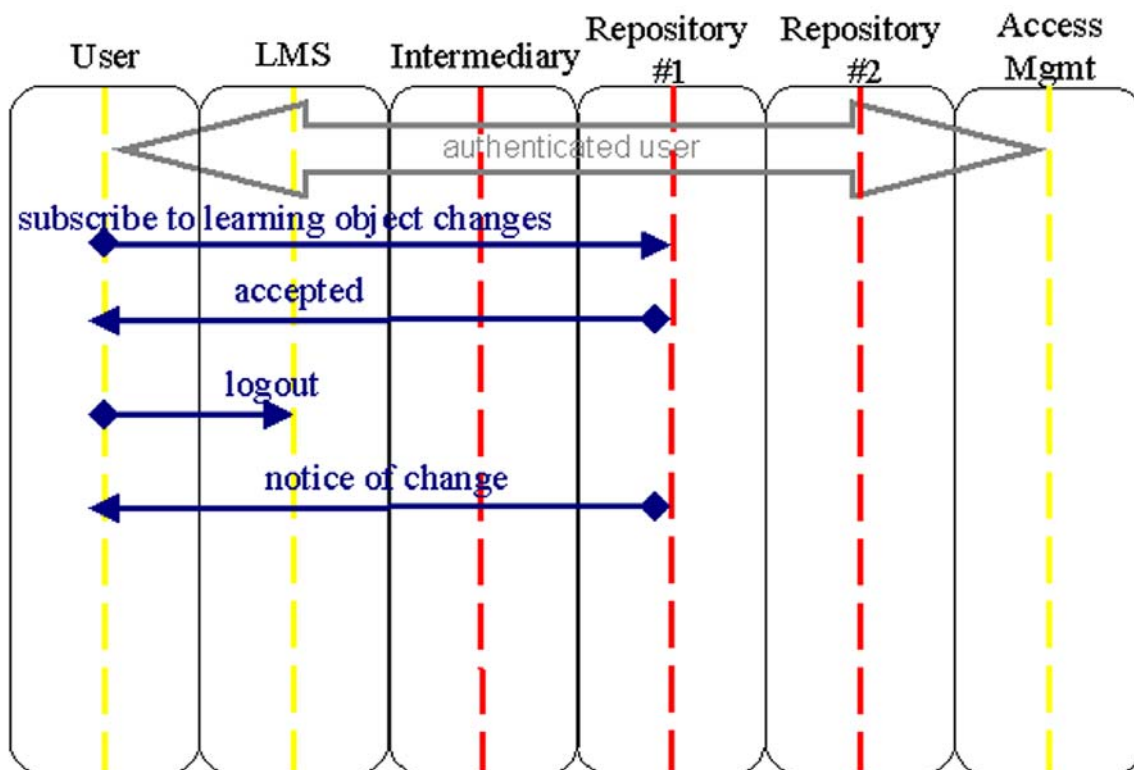 User
LMS
Intermediary
Repository
#1
Repository
#2
Access
Mgmt
authenticated user
subscribe to learning object changes
accepted
logout
notice of change